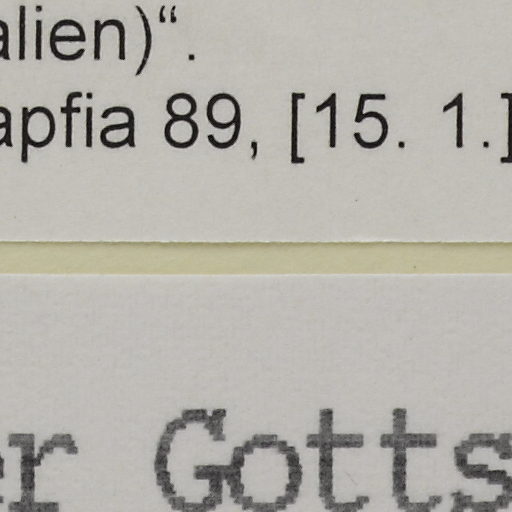 alien)“.
apfia 89, [15. 1.]
er Gotts